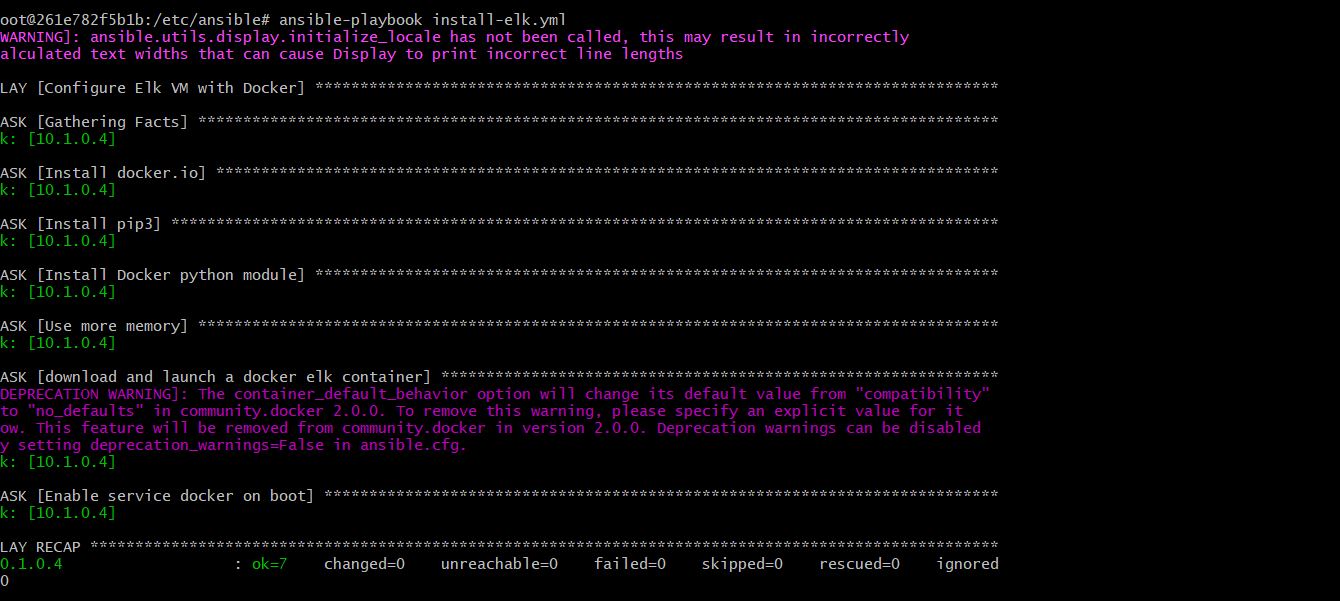 oot@261e782f5b1b:/etc/ansible# ansible-playbook install-elk.yml
WARNING]: ansible.utils.display.initialize_locale has not been called, this may result in incorrectly
alculated text widths that can cause Display to print incorrect line lengths
LAY [Configure Elk VM with Docker] ****************************************************************************
ASK [Gathering Facts] *****************************************************************************************
k: [10.1.0.4]
ASK [Install docker.io] ***************************************************************************************
k: [10.1.0.4]
ASK [Install pip3] ********************************************************************************************
k: [10.1.0.4]
ASK [Install Docker python module] ****************************************************************************
k: [10.1.0.4]
ASK [Use more memory] *****************************************************************************************
k: [10.1.0.4]
ASK [download and launch a docker elk container] **************************************************************
DEPRECATION WARNING]: The container_default_behavior option will change its default value from "compatibility"
to "no_defaults" in community.docker 2.0.0. To remove this warning, please specify an explicit value for it
ow. This feature will be removed from community.docker in version 2.0.0. Deprecation warnings can be disabled
y setting deprecation_warnings=False in ansible.cfg.
k: [10.1.0.4]
ASK [Enable service docker on boot] ***************************************************************************
k: [10.1.0.4]
LAY RECAP *****************************************************************************************************
0.1.0.4 : ok=7 changed=0 unreachable=0 failed=0 skipped=0 rescued=0 ignored
0